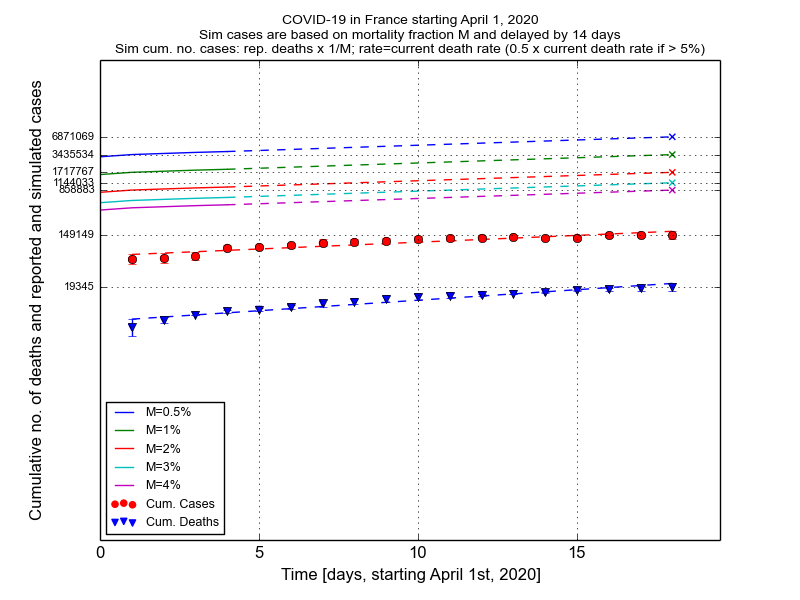 COVID-19 in France starting April 1, 2020
Sim cases are based on mortality fraction M and delayed by 14 days
Sim cum. no. cases: rep. deaths x 1/M; rate=current death rate (0.5 x current death rate if > 5%)
Cumulative no. of deaths and reported and simulated cases
6871069
3435534
1717767
1144033
858883
149149
19345
M=0.5%
M=1%
M=2%
M=3%
M=4%
Cum. Cases
Cum. Deaths
0
5
10
15
Time [days, starting April 1st, 2020]